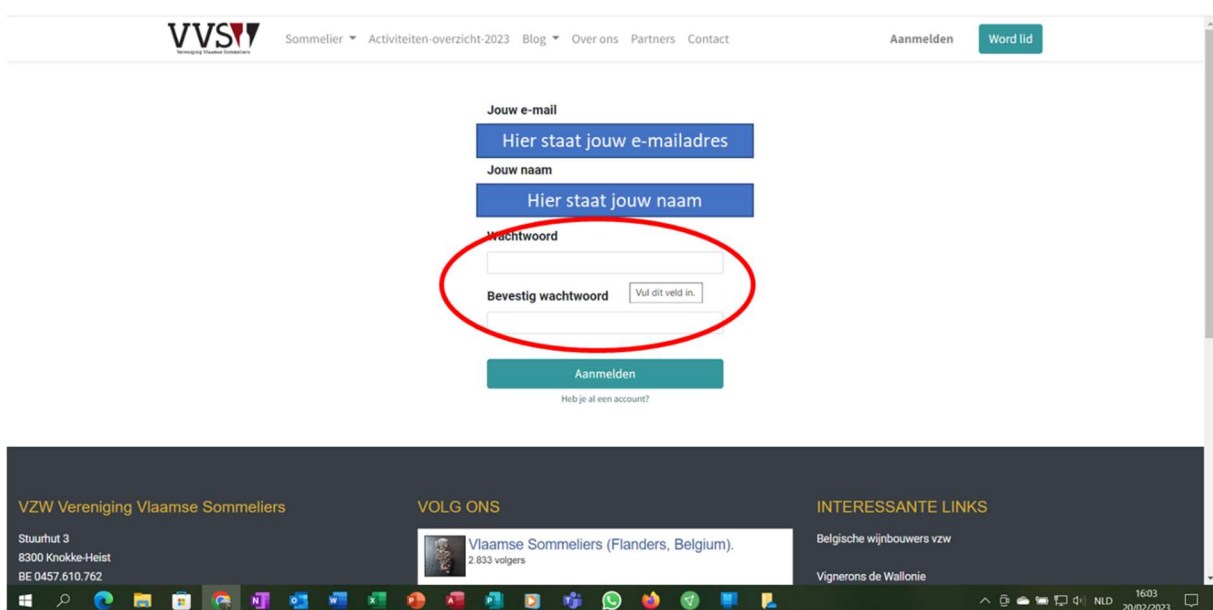 VVS
Vereniging Vlaamse Sommeliers
Sommelier Activiteiten-overzicht-2023 Blog Over ons Partners Contact Aanmelden Word lid
Jouw e-mail
Hier staat jouw e-mailadres
Jouw naam
Hier staat jouw naam
Wachtwoord
Bevestig wachtwoord
Vul dit veld in.
Aanmelden
Heb je al een account?
VZW Vereniging Vlaamse Sommeliers
Stuurhut 3
8300 Knokke-Heist
BE 0457.610.762
VOLG ONS
Vlaamse Sommeliers (Flanders, Belgium).
2.833 volgers
INTERESSANTE LINKS
Belgische wijnbouwers vzw
Vignerons de Wallonie
NLD
16:03
20/02/2023